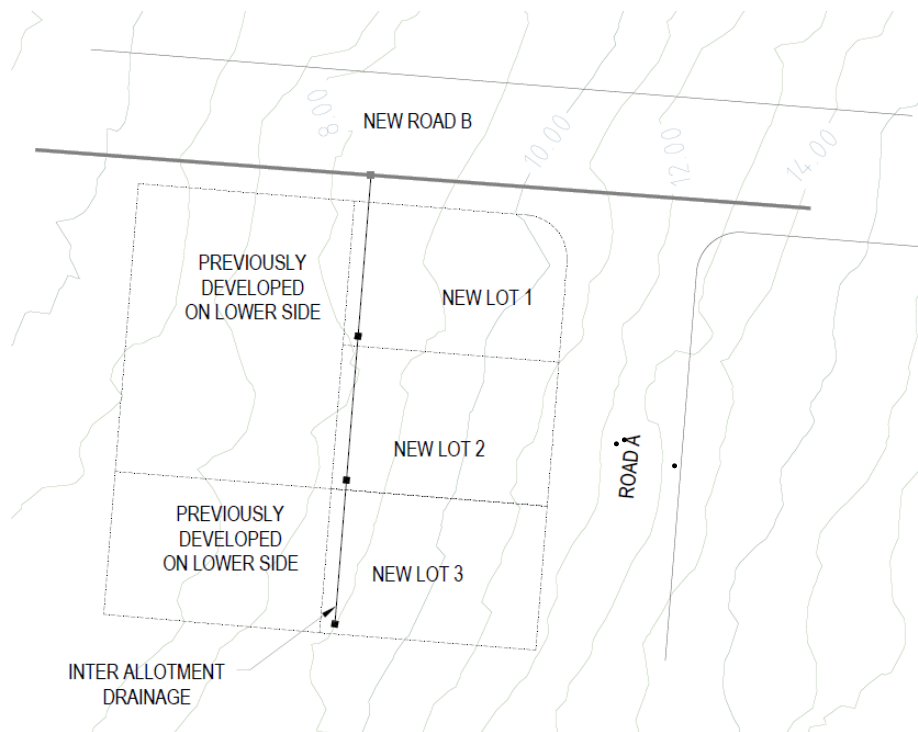 8.00
NEW ROAD B
10.00
12.00
14.00
PREVIOUSLY
DEVELOPED
ON LOWER SIDE
NEW LOT 1
NEW LOT 2
ROAD A
PREVIOUSLY
DEVELOPED
ON LOWER SIDE
NEW LOT 3
INTER ALLOTMENT
DRAINAGE